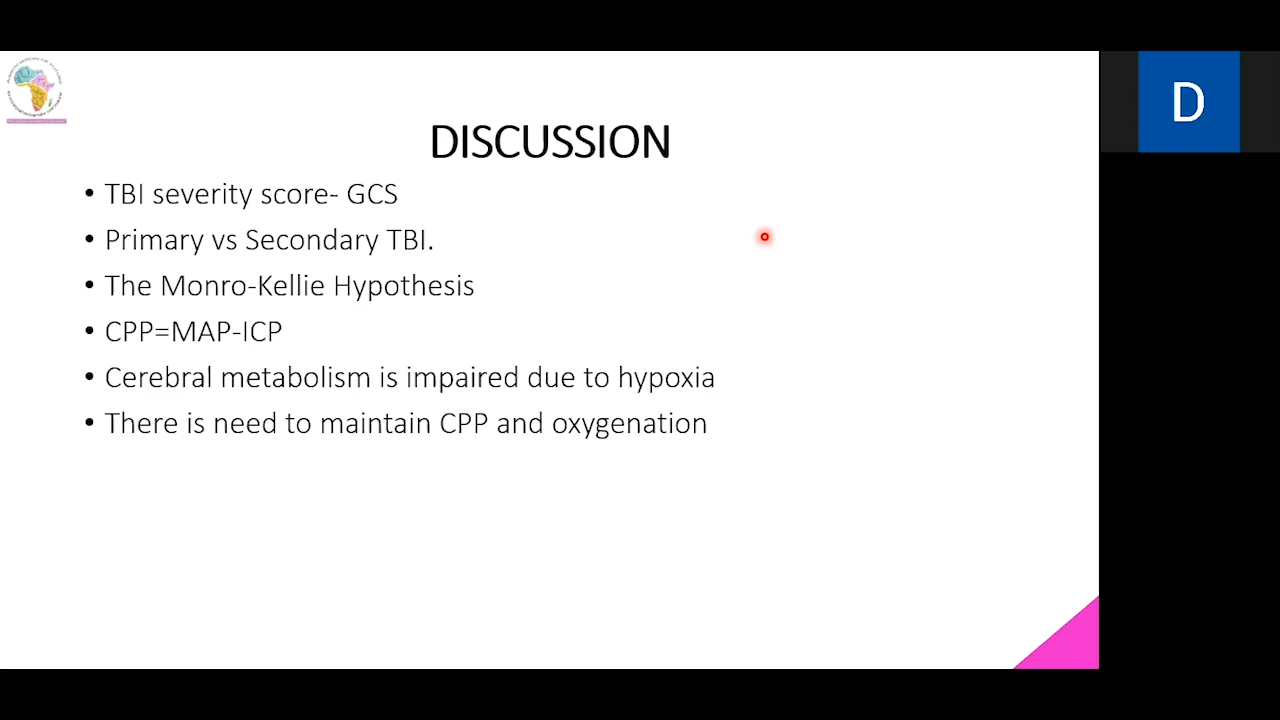 DISCUSSION
• TBI severity score- GCS
• Primary vs Secondary TBI.
• The Monro-Kellie Hypothesis
• CPP=MAP-ICP
• Cerebral metabolism is impaired due to hypoxia
• There is need to maintain CPP and oxygenation
D